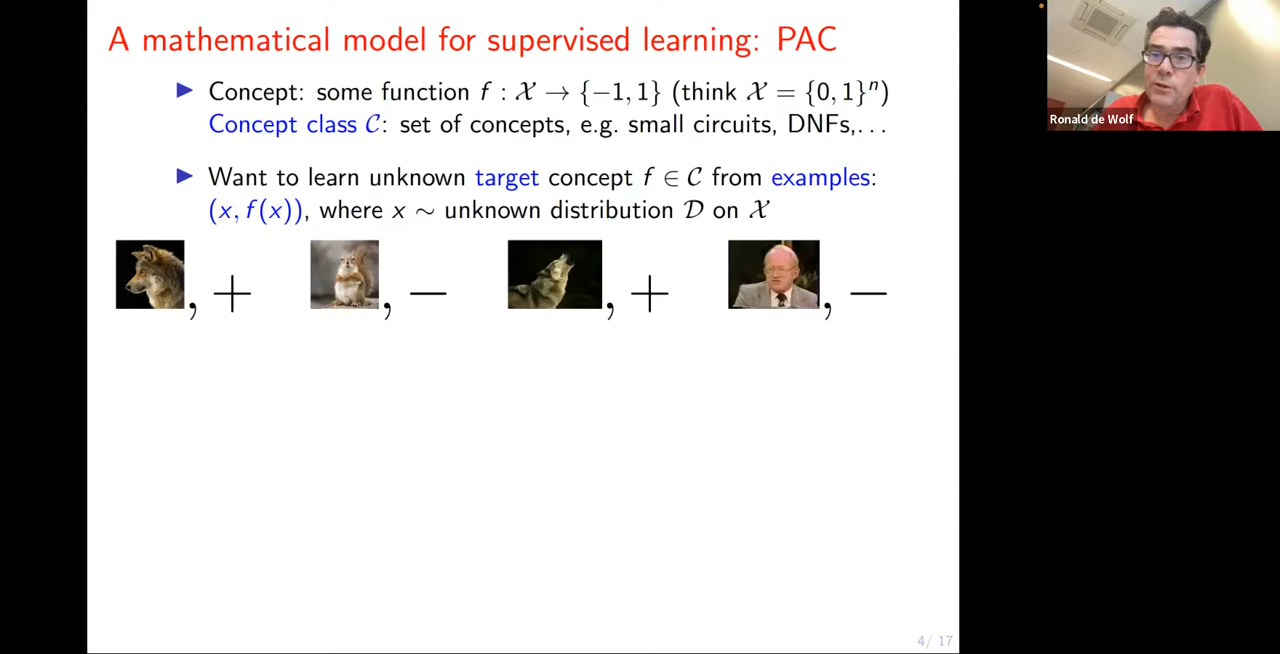 A mathematical model for supervised learning: PAC
▶ Concept: some function f : 𝒳 → {−1, 1} (think 𝒳 = {0, 1}ⁿ)
Concept class 𝒞: set of concepts, e.g. small circuits, DNFs,...
▶ Want to learn unknown target concept f ∈ 𝒞 from examples:
(x, f(x)), where x ∼ unknown distribution 𝒟 on 𝒳
, + , − , + , −
4/ 17
Ronald de Wolf